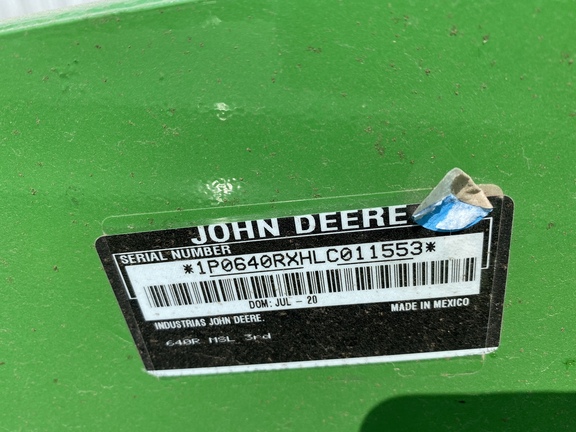 JOHN DEERE
SERIAL NUMBER
*1P0640RXHLC011553*
DOM: JUL - 20
MADE IN MEXICO
INDUSTRIAS JOHN DEERE.
640R MSL 3rd